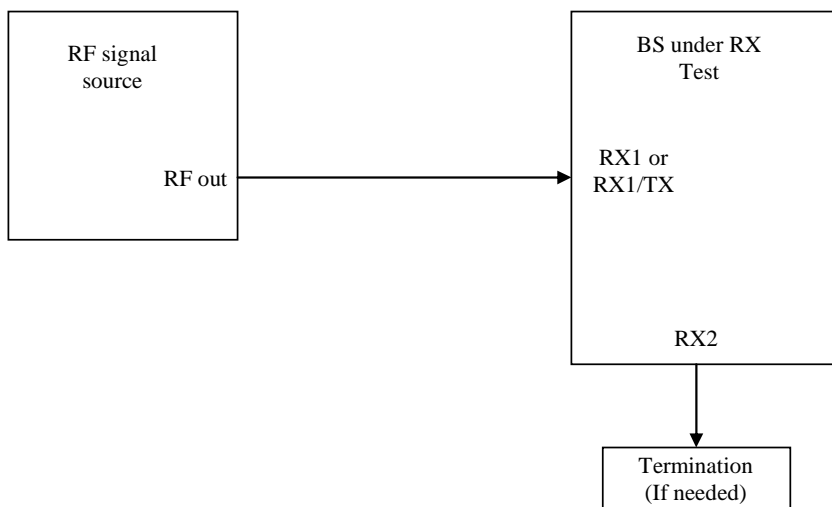 RF signal
source
RF out
BS under RX
Test
RX1 or
RX1/TX
RX2
Termination
(If needed)